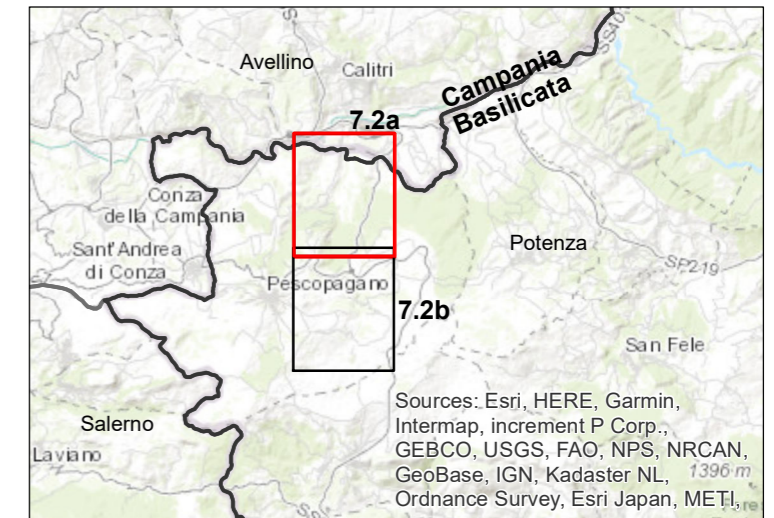 SS401
Avellino
Calitri
Campania
Basilicata
7.2a
Conza
della Campania
Potenza
Sant'Andrea
di Conza
SP219
Pescopagano
7.2b
San Fele
Sources: Esri, HERE, Garmin,
Intermap, increment P Corp.,
GEBCO, USGS, FAO, NPS, NRCAN,
GeoBase, IGN, Kadaster NL,
Ordnance Survey, Esri Japan, METI,
Salerno
Laviano
1396 m